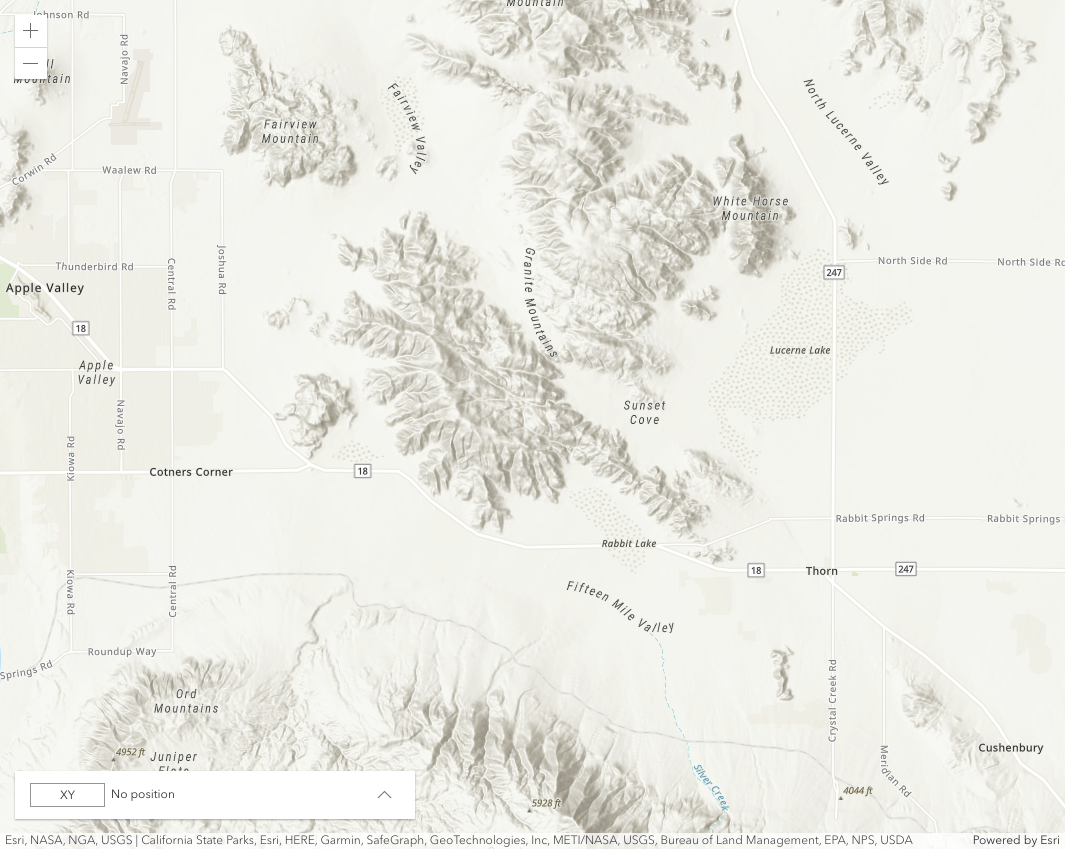 Mountain
Johnson Rd
Navajo Rd
Mountain
Fairview
Mountain
Fairview Valley
North Lucerne Valley
Corwin Rd
Waalew Rd
White Horse
Mountain
Thunderbird Rd
Central Rd
Joshua Rd
Granite Mountains
247
North Side Rd
North Side Rd
Apple Valley
18
Lucerne Lake
Apple
Valley
Sunset
Cove
Navajo Rd
Kiowa Rd
Cotners Corner
18
Rabbit Springs Rd
Rabbit Springs
Rabbit Lake
18
Thorn
247
Kiowa Rd
Central Rd
Fifteen Mile Valley
Roundup Way
Springs Rd
Crystal Creek Rd
Ord
Mountains
4952 ft
Juniper
Flats
Cushenbury
Meridian Rd
Silver Creek
4044 ft
5928 ft
XY
No position
Esri, NASA, NGA, USGS | California State Parks, Esri, HERE, Garmin, SafeGraph, GeoTechnologies, Inc, METI/NASA, USGS, Bureau of Land Management, EPA, NPS, USDA
Powered by Esri